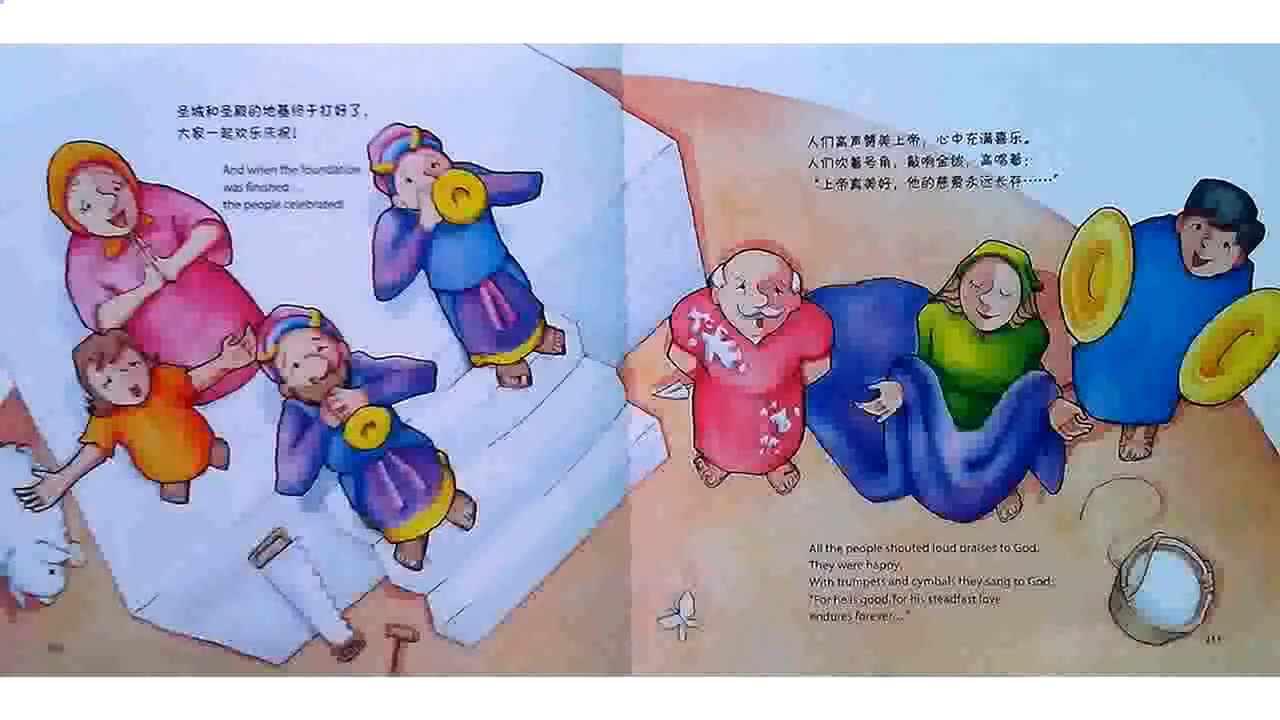 圣城和圣殿的地基终于打好了，
大家一起欢乐庆祝！
And when the foundation
was finished...
the people celebrated!
人们高声赞美上帝，心中充满喜乐。
人们吹着号角，敲响金钹，高唱着：
“上帝真美好，他的慈爱永远长存……”
All the people shouted loud praises to God.
They were happy.
With trumpets and cymbals they sang to God:
"For he is good, for his steadfast love
endures forever..."